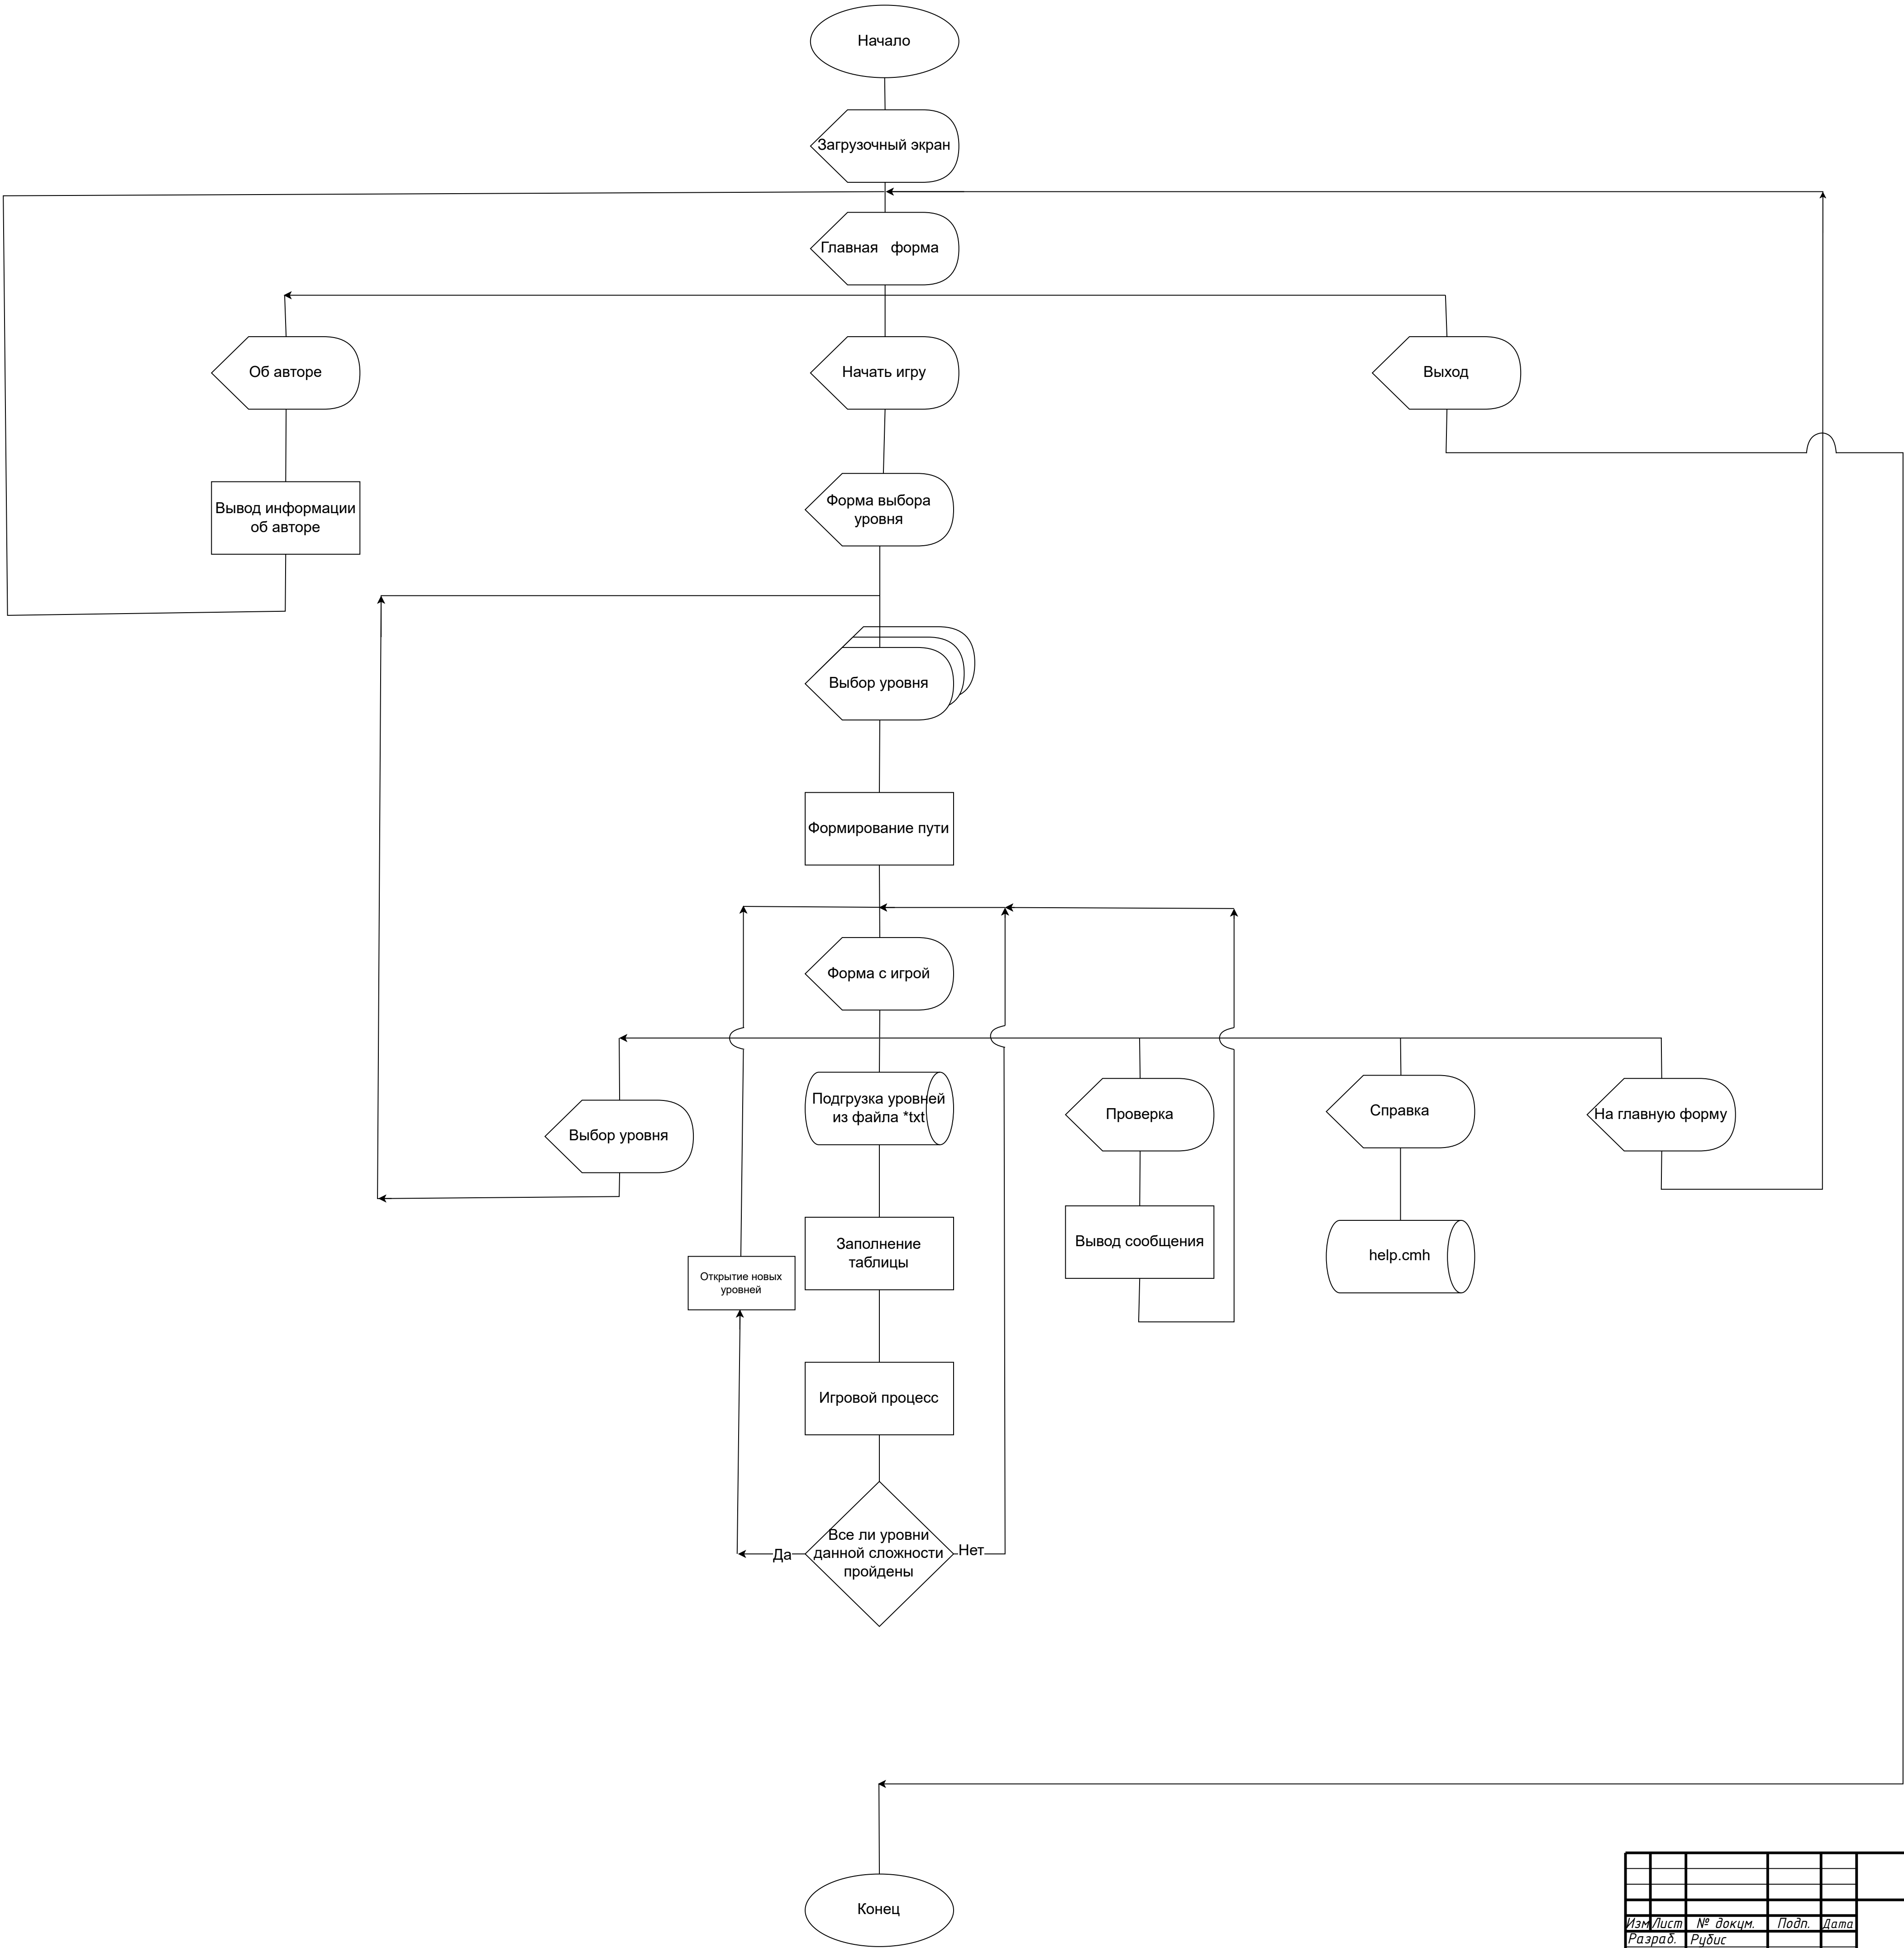 Начало
Загрузочный экран
Главная форма
Об авторе
Начать игру
Выход
Вывод информации
об авторе
Форма выбора
уровня
Выбор уровня
Формирование пути
Форма с игрой
Выбор уровня
Подгрузка уровней
из файла *txt
Проверка
Справка
На главную форму
Вывод сообщения
help.cmh
Заполнение
таблицы
Открытие новых
уровней
Игровой процесс
Все ли уровни
данной сложности
пройдены
Да
Нет
Конец
Изм Лист № докум. Подп. Дата
Разраб. Рудис